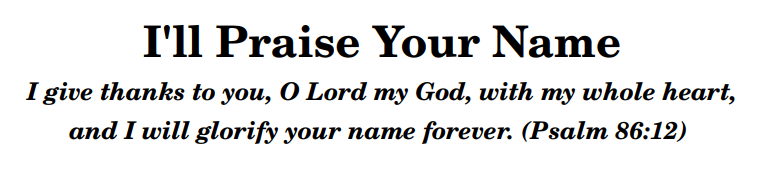 I'll Praise Your Name
I give thanks to you, O Lord my God, with my whole heart,
and I will glorify your name forever. (Psalm 86:12)